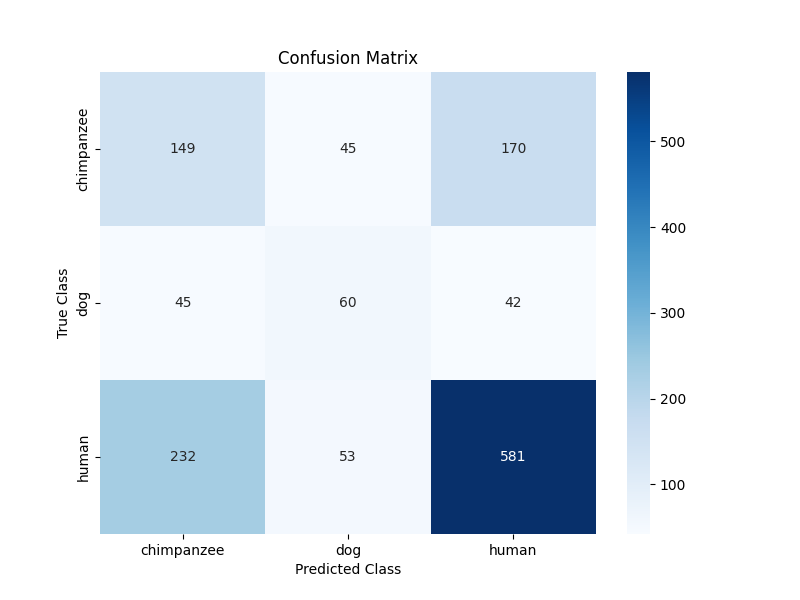 Confusion Matrix
True Class
chimpanzee
149 45 170
dog
45 60 42
human
232 53 581
chimpanzee dog human
Predicted Class
500
400
300
200
100